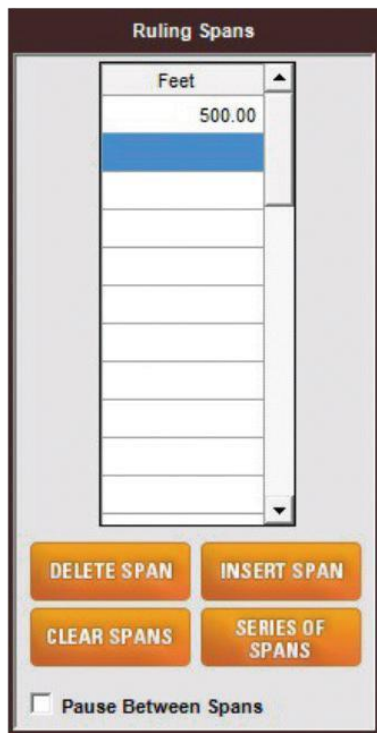 Ruling Spans
Feet
500.00
DELETE SPAN
INSERT SPAN
CLEAR SPANS
SERIES OF
SPANS
Pause Between Spans